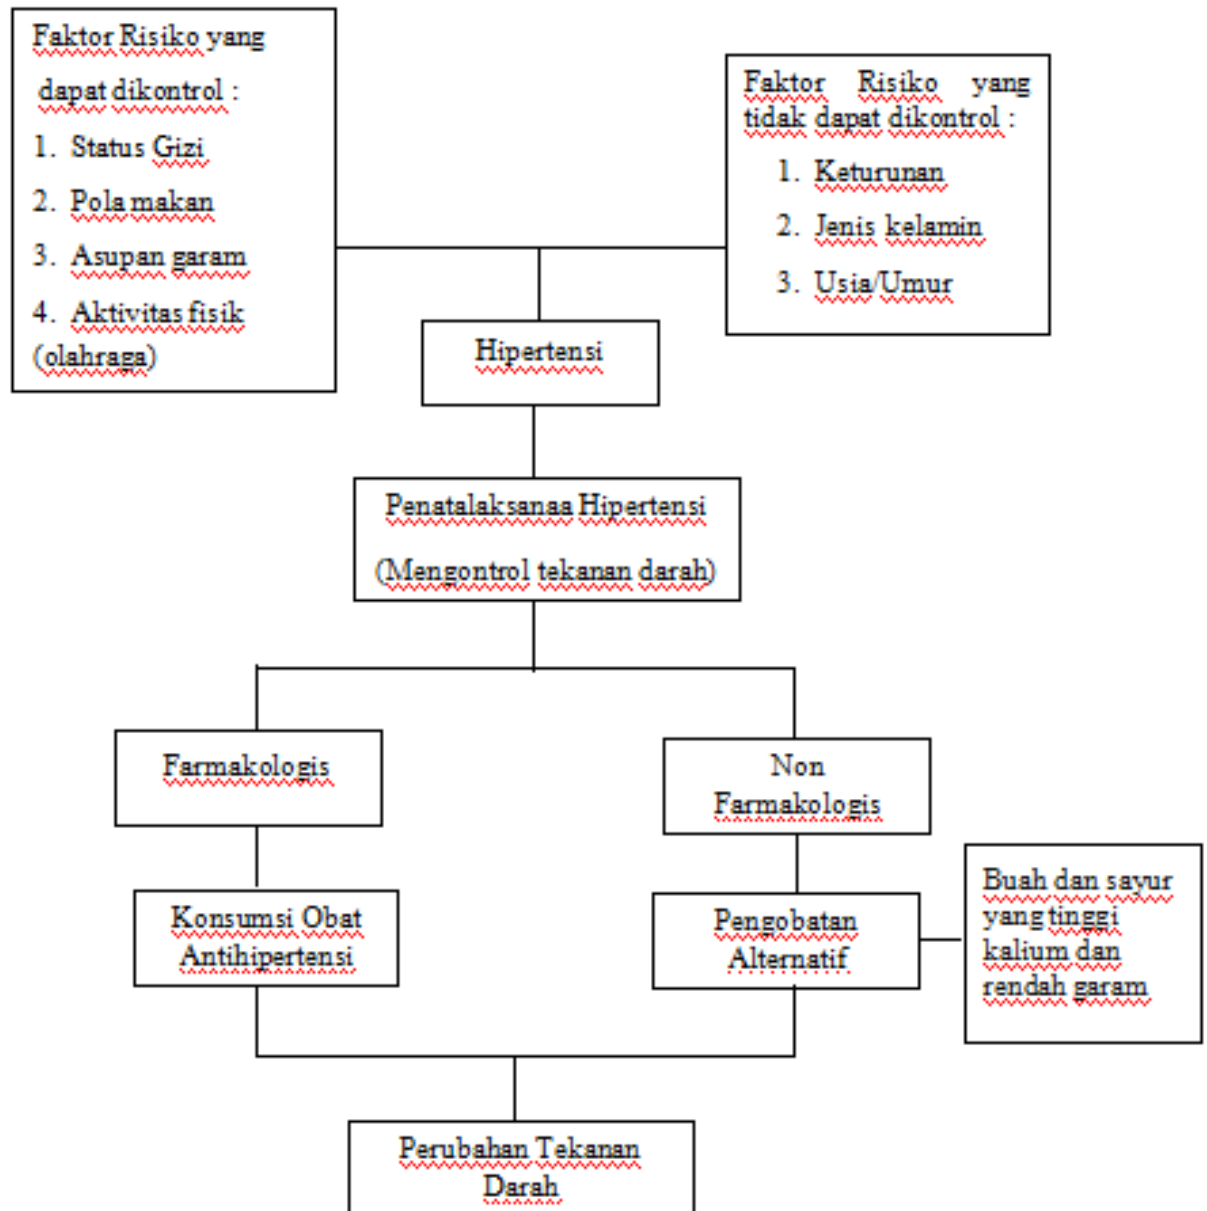 Faktor Risiko yang
dapat dikontrol :
1. Status Gizi
2. Pola makan
3. Asupan garam
4. Aktivitas fisik
(olahraga)
Faktor Risiko yang
tidak dapat dikontrol :
1. Keturunan
2. Jenis kelamin
3. Usia/Umur
Hipertensi
Penatalaksanaa Hipertensi
(Mengontrol tekanan darah)
Farmakologis
Non
Farmakologis
Konsumsi Obat
Antihipertensi
Pengobatan
Alternatif
Buah dan sayur
yang tinggi
kalium dan
rendah garam
Perubahan Tekanan
Darah